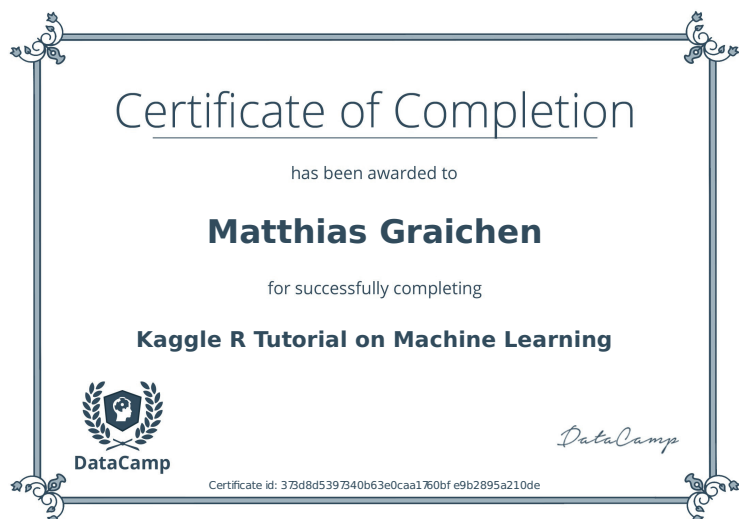 Certificate of Completion
has been awarded to
Matthias Graichen
for successfully completing
Kaggle R Tutorial on Machine Learning
DataCamp
DataCamp
Certificate id: 373d8d5397340b63e0caa1760bf e9b2895a210de